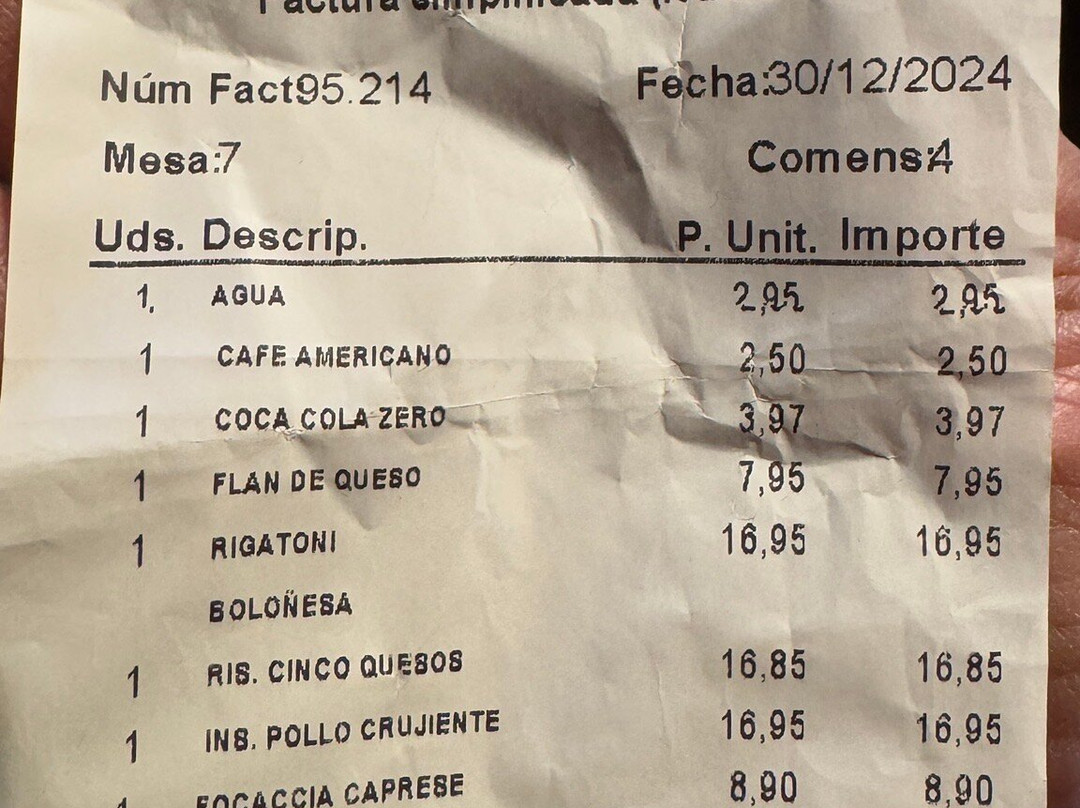 Factura simplificada
Núm Fact95.214 Fecha:30/12/2024
Mesa:7 Comens:4
Uds. Descrip. P. Unit. Importe
1, AGUA 2,95 2,95
1 CAFE AMERICANO 2,50 2,50
1 COCA COLA ZERO 3,97 3,97
1 FLAN DE QUESO 7,95 7,95
1 RIGATONI 16,95 16,95
BOLOÑESA
1 RIS. CINCO QUESOS 16,85 16,85
1 INS. POLLO CRUJIENTE 16,95 16,95
1 FOCACCIA CAPRESE 8,90 8,90